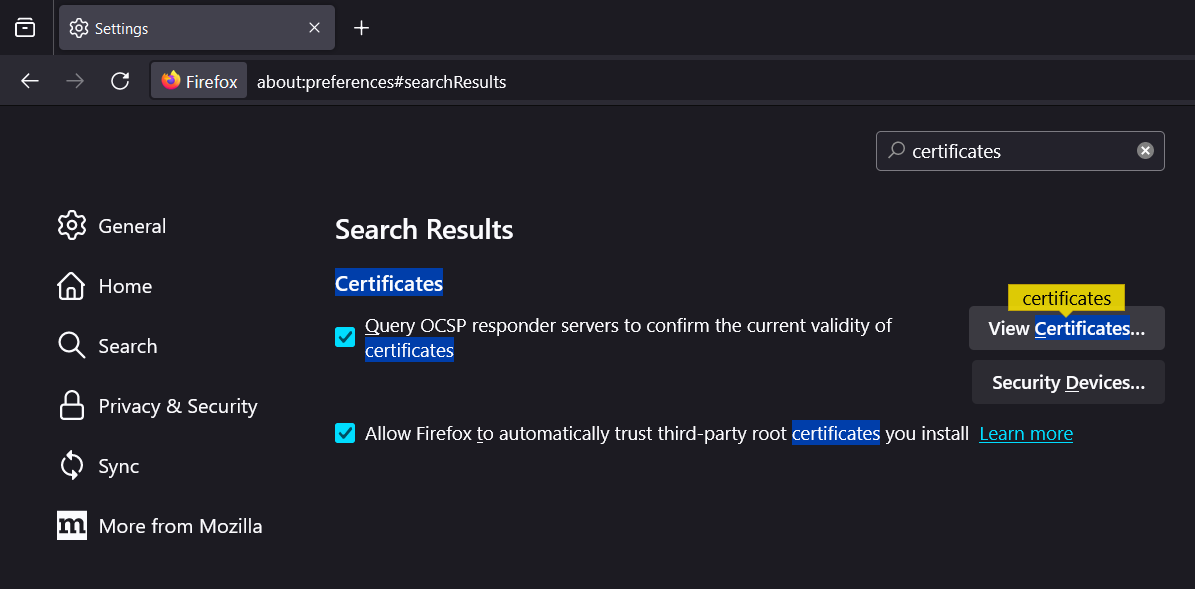 Settings
Firefox
about:preferences#searchResults
certificates
General
Home
Search
Privacy & Security
Sync
m More from Mozilla
Search Results
Certificates
Query OCSP responder servers to confirm the current validity of
certificates
certificates
View Certificates...
Security Devices...
Allow Firefox to automatically trust third-party root certificates you install Learn more